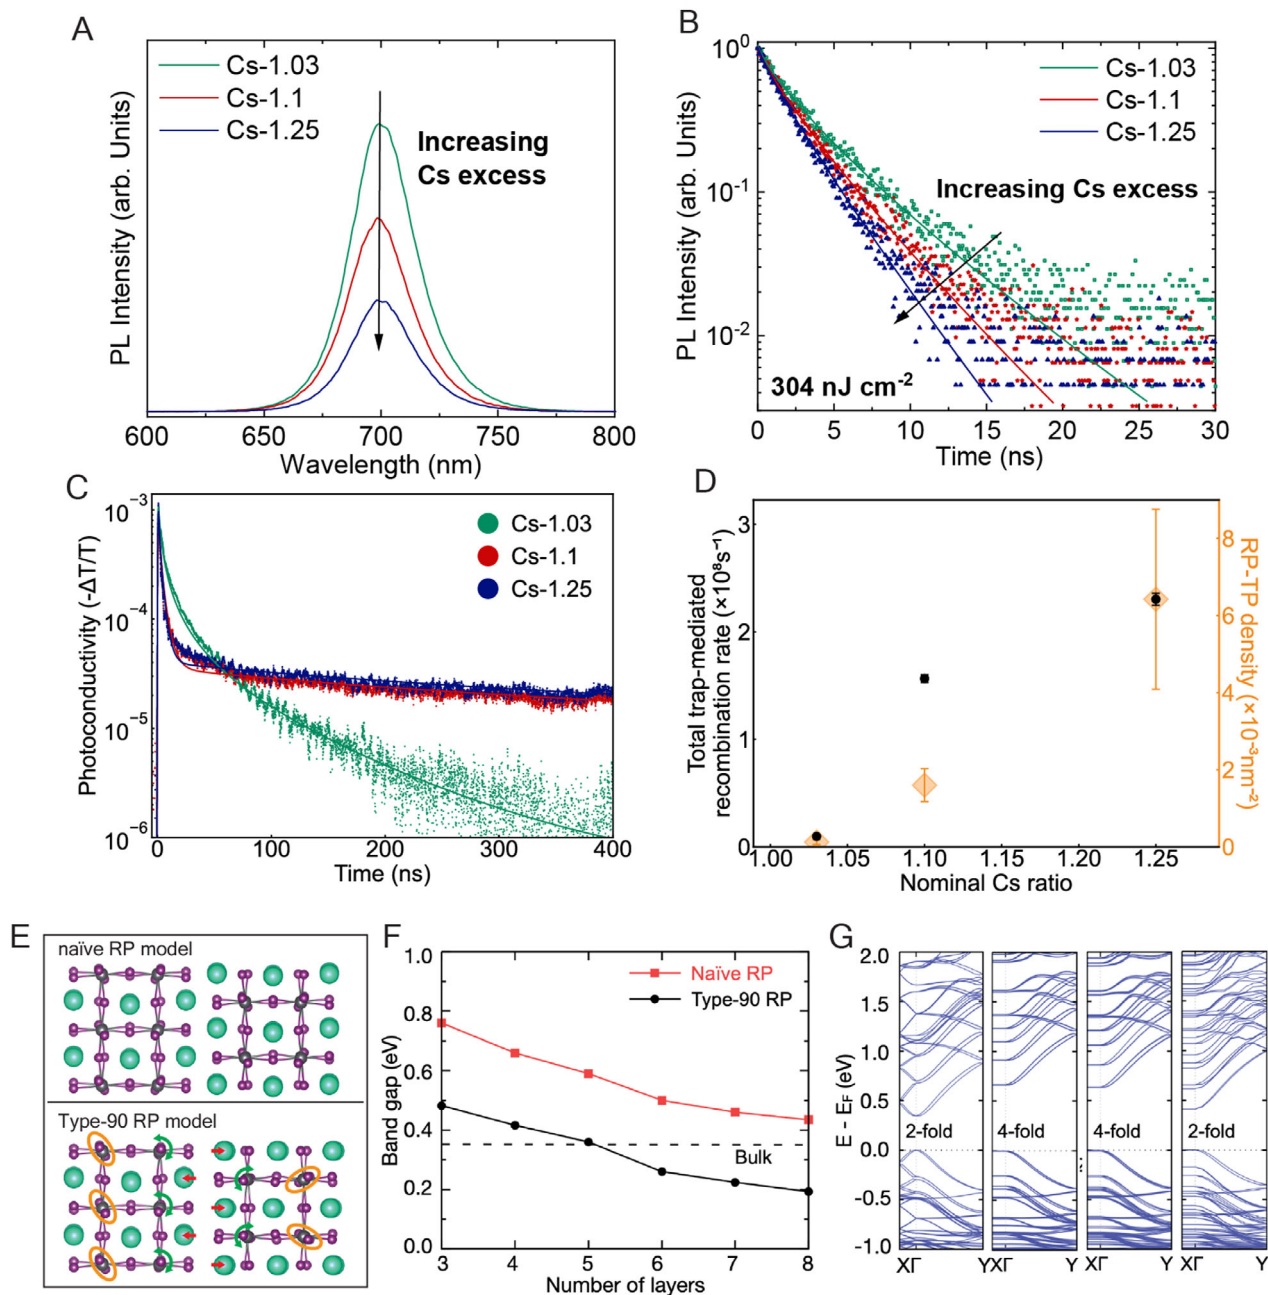 A
Cs-1.03
Cs-1.1
Cs-1.25
Increasing
Cs excess
PL Intensity (arb. Units)
600 650 700 750 800
Wavelength (nm)
B
Cs-1.03
Cs-1.1
Cs-1.25
Increasing Cs excess
304 nJ cm⁻²
PL Intensity (arb. Units)
10⁰
10⁻¹
10⁻²
0 5 10 15 20 25 30
Time (ns)
C
Cs-1.03
Cs-1.1
Cs-1.25
Photoconductivity (-ΔT/T)
10⁻³
10⁻⁴
10⁻⁵
10⁻⁶
0 100 200 300 400
Time (ns)
D
Total trap-mediated
recombination rate (×10⁸s⁻¹)
3
2
1
0
RP-TP density (×10⁻³nm⁻²)
8
6
4
2
0
1.00 1.05 1.10 1.15 1.20 1.25
Nominal Cs ratio
E
naïve RP model
Type-90 RP model
F
Naïve RP
Type-90 RP
Bulk
Band gap (eV)
1.0
0.8
0.6
0.4
0.2
0.0
3 4 5 6 7 8
Number of layers
G
E - EF (eV)
2.0
1.5
1.0
0.5
0.0
-0.5
-1.0
2-fold 4-fold 4-fold 2-fold
XΓ YXΓ Y XΓ Y XΓ Y